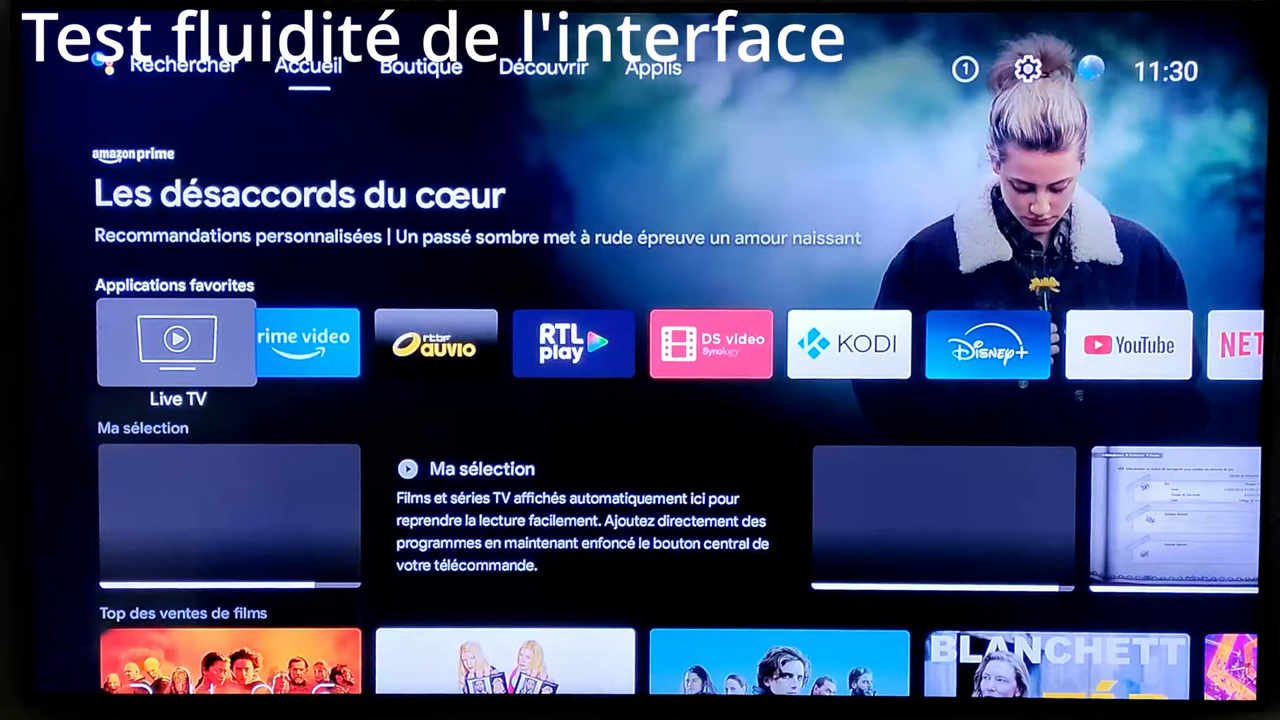 Test fluidité de l'interface
Rechercher Accueil Boutique Découvrir Applis 1 11:30
amazon prime
Les désaccords du cœur
Recommandations personnalisées | Un passé sombre met à rude épreuve un amour naissant
Applications favorites
rime video
rtbf
auvio
RTL
play
DS video
Synology
KODI
Disney+
YouTube
NET
Live TV
Ma sélection
Ma sélection
Films et séries TV affichés automatiquement ici pour
reprendre la lecture facilement. Ajoutez directement des
programmes en maintenant enfoncé le bouton central de
votre télécommande.
Top des ventes de films
BLANCHETT